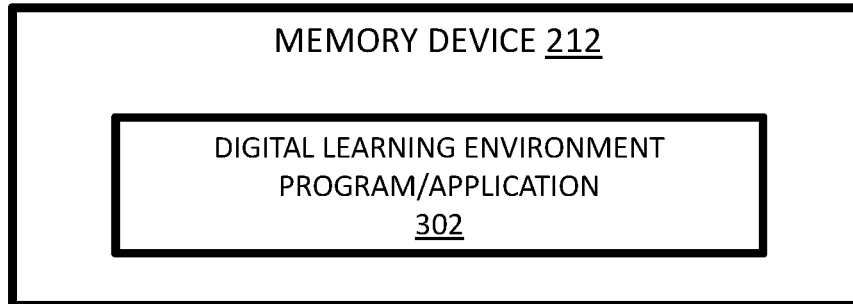 MEMORY DEVICE 212
DIGITAL LEARNING ENVIRONMENT
PROGRAM/APPLICATION
302